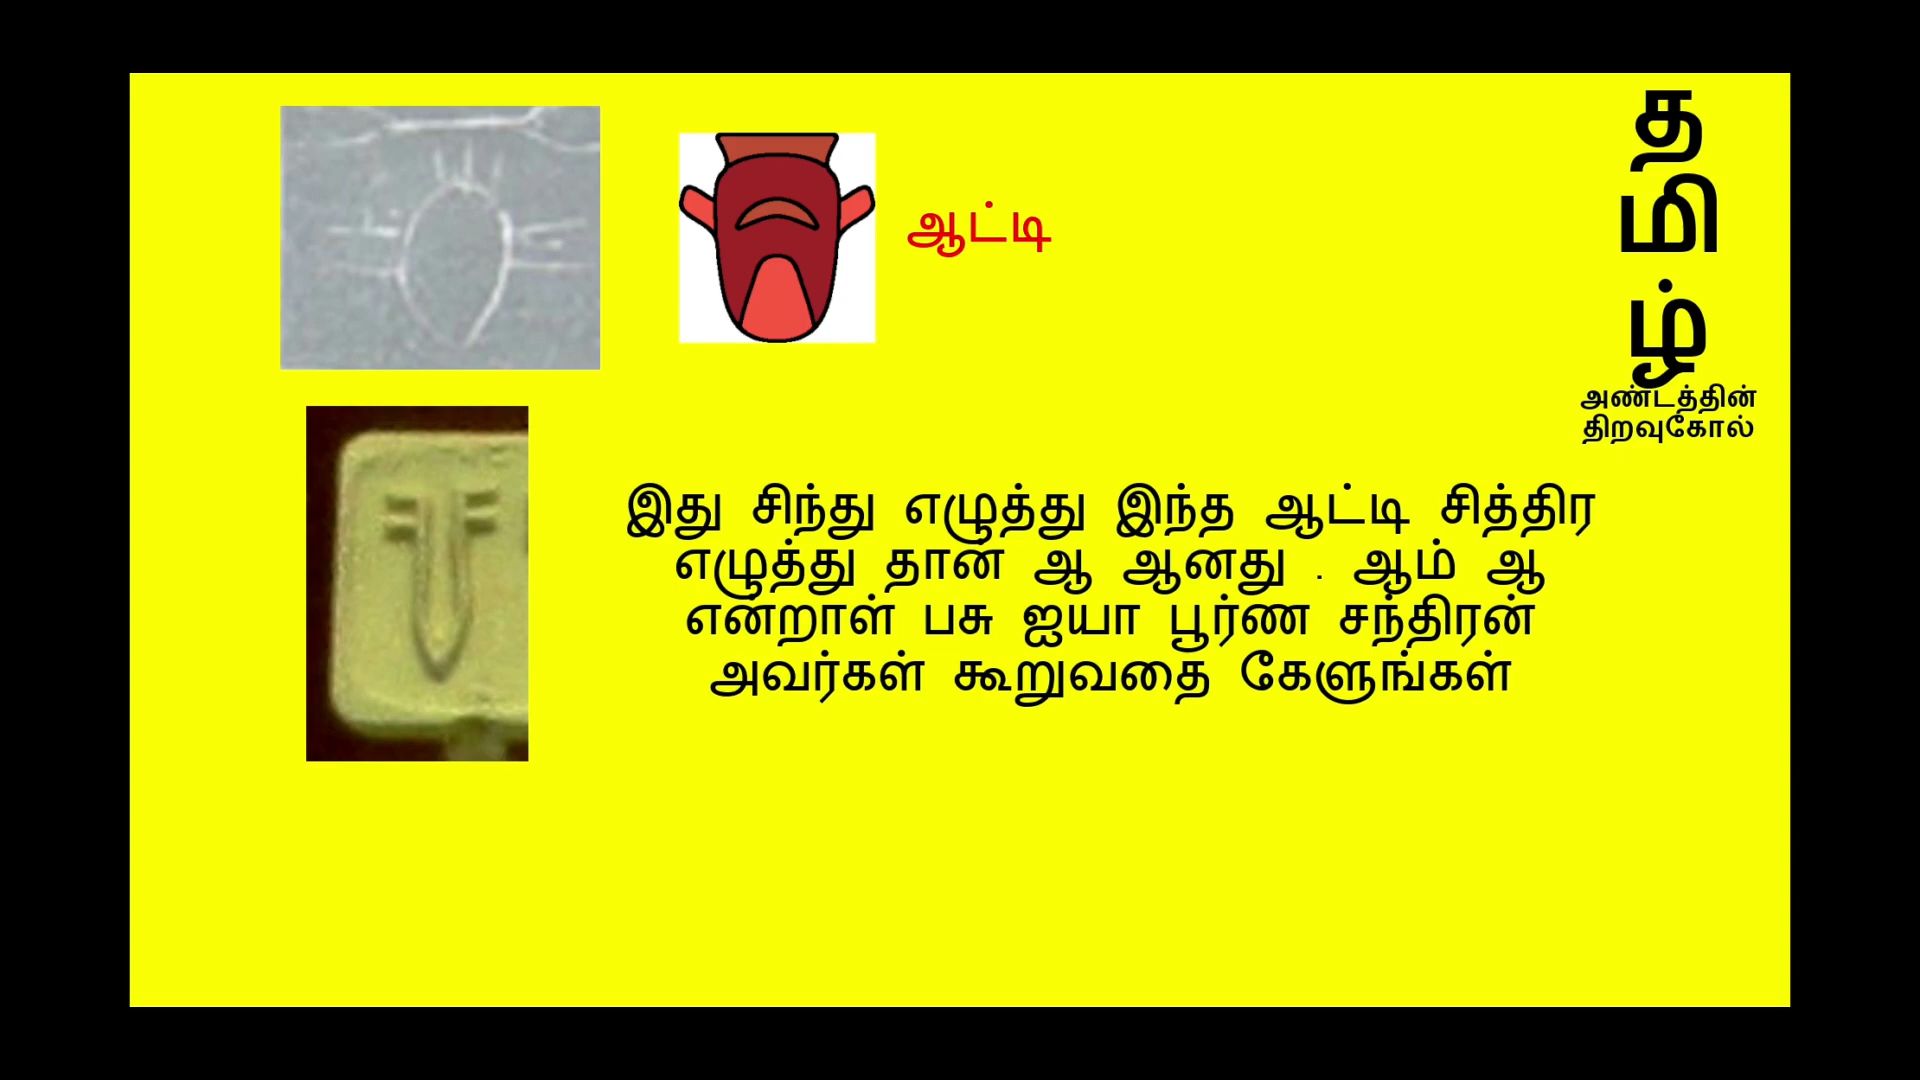 ஆட்டி
த
மி
ழ்
அண்டத்தின்
திறவுகோல்
இது சிந்து எழுத்து இந்த ஆட்டி சித்திர
எழுத்து தான் ஆ ஆனது . ஆம் ஆ
என்றாள் பசு ஐயா பூர்ண சந்திரன்
அவர்கள் கூறுவதை கேளுங்கள்